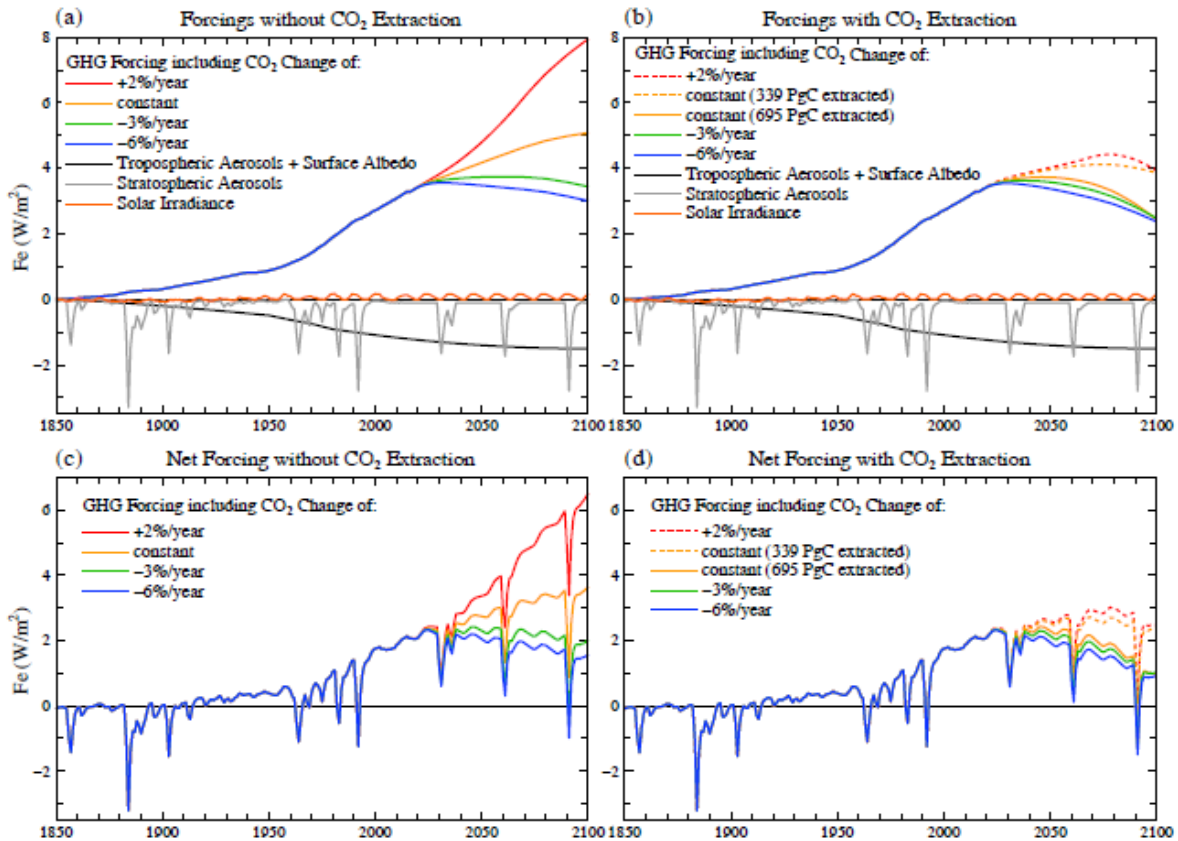 (a) Forcings without CO₂ Extraction
8
GHG Forcing including CO₂ Change of:
+2%/year
constant
−3%/year
−6%/year
Tropospheric Aerosols + Surface Albedo
Stratospheric Aerosols
Solar Irradiance
6
4
2
0
−2
Fe (W/m²)
1850 1900 1950 2000 2050 2100
(b) Forcings with CO₂ Extraction
GHG Forcing including CO₂ Change of:
+2%/year
constant (339 PgC extracted)
constant (695 PgC extracted)
−3%/year
−6%/year
Tropospheric Aerosols + Surface Albedo
Stratospheric Aerosols
Solar Irradiance
1850 1900 1950 2000 2050 2100
(c) Net Forcing without CO₂ Extraction
GHG Forcing including CO₂ Change of:
+2%/year
constant
−3%/year
−6%/year
6
4
2
0
−2
Fe (W/m²)
1850 1900 1950 2000 2050 2100
(d) Net Forcing with CO₂ Extraction
GHG Forcing including CO₂ Change of:
+2%/year
constant (339 PgC extracted)
constant (695 PgC extracted)
−3%/year
−6%/year
1850 1900 1950 2000 2050 2100